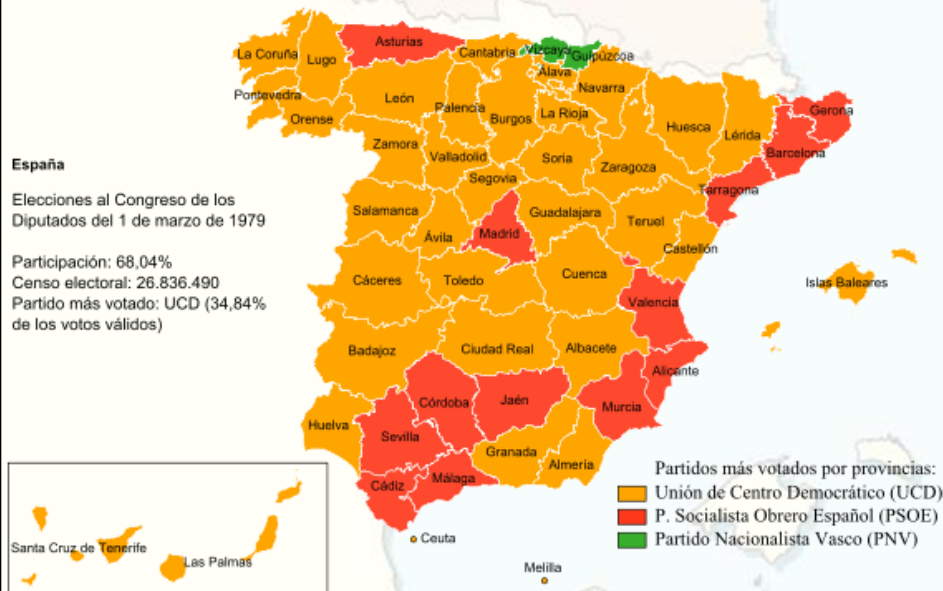 Asturias
La Coruña
Lugo
Cantabria
Vizcaya
Guipúzcoa
Álava
Navarra
Pontevedra
Orense
León
Palencia
Burgos
La Rioja
Huesca
Lérida
Gerona
Barcelona
Zamora
Valladolid
Soria
Zaragoza
Segovia
Tarragona
España
Elecciones al Congreso de los
Diputados del 1 de marzo de 1979
Participación: 68,04%
Censo electoral: 26.836.490
Partido más votado: UCD (34,84%
de los votos válidos)
Salamanca
Ávila
Madrid
Guadalajara
Teruel
Castellón
Cáceres
Toledo
Cuenca
Valencia
Islas Baleares
Badajoz
Ciudad Real
Albacete
Alicante
Huelva
Córdoba
Jaén
Murcia
Sevilla
Granada
Almería
Cádiz
Málaga
Ceuta
Melilla
Santa Cruz de Tenerife
Las Palmas
Partidos más votados por provincias:
Unión de Centro Democrático (UCD)
P. Socialista Obrero Español (PSOE)
Partido Nacionalista Vasco (PNV)